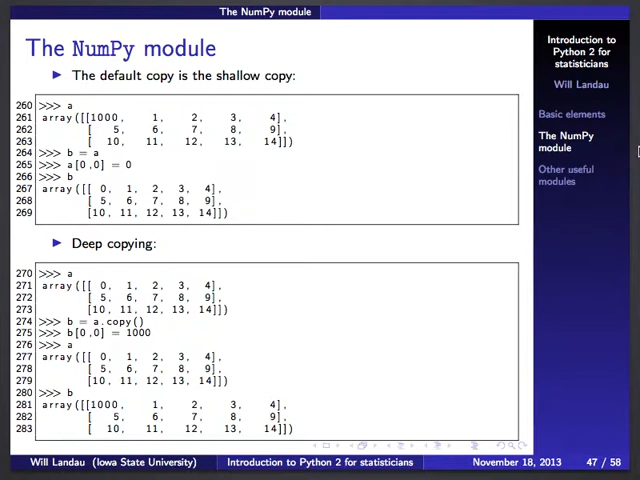 The NumPy module
The NumPy module
The default copy is the shallow copy:
260 >>> a
261 array([[1000, 1, 2, 3, 4],
262 [ 5, 6, 7, 8, 9],
263 [ 10, 11, 12, 13, 14]])
264 >>> b = a
265 >>> a[0,0] = 0
266 >>> b
267 array([[ 0, 1, 2, 3, 4],
268 [ 5, 6, 7, 8, 9],
269 [10, 11, 12, 13, 14]])
Deep copying:
270 >>> a
271 array([[ 0, 1, 2, 3, 4],
272 [ 5, 6, 7, 8, 9],
273 [10, 11, 12, 13, 14]])
274 >>> b = a.copy()
275 >>> b[0,0] = 1000
276 >>> a
277 array([[ 0, 1, 2, 3, 4],
278 [ 5, 6, 7, 8, 9],
279 [10, 11, 12, 13, 14]])
280 >>> b
281 array([[1000, 1, 2, 3, 4],
282 [ 5, 6, 7, 8, 9],
283 [ 10, 11, 12, 13, 14]])
Introduction to
Python 2 for
statisticians
Will Landau
Basic elements
The NumPy
module
Other useful
modules
Will Landau (Iowa State University) Introduction to Python 2 for statisticians November 18, 2013 47 / 58